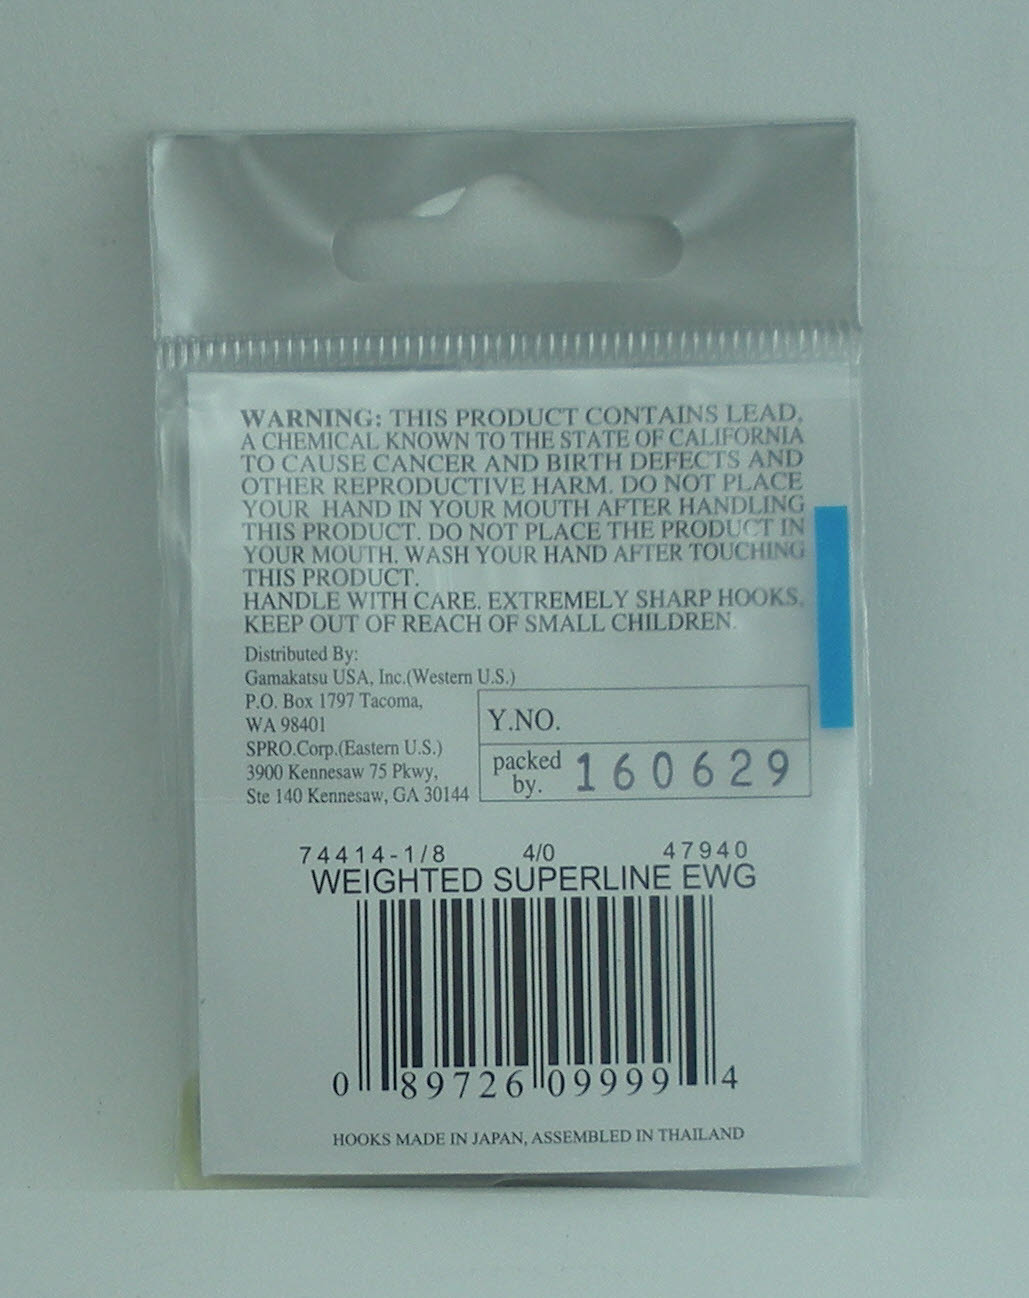 WARNING: THIS PRODUCT CONTAINS LEAD,
A CHEMICAL KNOWN TO THE STATE OF CALIFORNIA
TO CAUSE CANCER AND BIRTH DEFECTS AND
OTHER REPRODUCTIVE HARM. DO NOT PLACE
YOUR HAND IN YOUR MOUTH AFTER HANDLING
THIS PRODUCT. DO NOT PLACE THE PRODUCT IN
YOUR MOUTH. WASH YOUR HAND AFTER TOUCHING
THIS PRODUCT.
HANDLE WITH CARE. EXTREMELY SHARP HOOKS,
KEEP OUT OF REACH OF SMALL CHILDREN.
Distributed By:
Gamakatsu USA, Inc.(Western U.S.)
P.O. Box 1797 Tacoma,
WA 98401
SPRO.Corp.(Eastern U.S.)
3900 Kennesaw 75 Pkwy,
Ste 140 Kennesaw, GA 30144
Y.NO.
packed
by. 160629
74414-1/8 4/0 47940
WEIGHTED SUPERLINE EWG
0 89726 09999 4
HOOKS MADE IN JAPAN, ASSEMBLED IN THAILAND